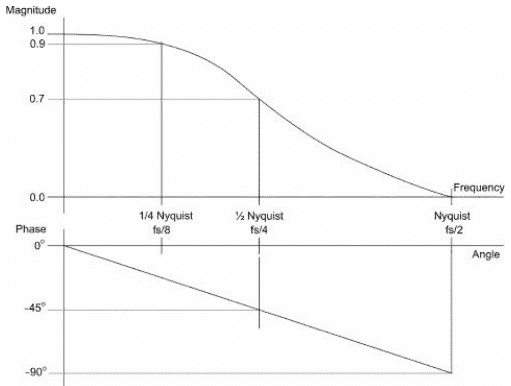 Magnitude
1.0
0.9
0.7
0.0
Frequency
1/4 Nyquist ½ Nyquist Nyquist
fs/8 fs/4 fs/2
Phase
0°
Angle
-45°
-90°